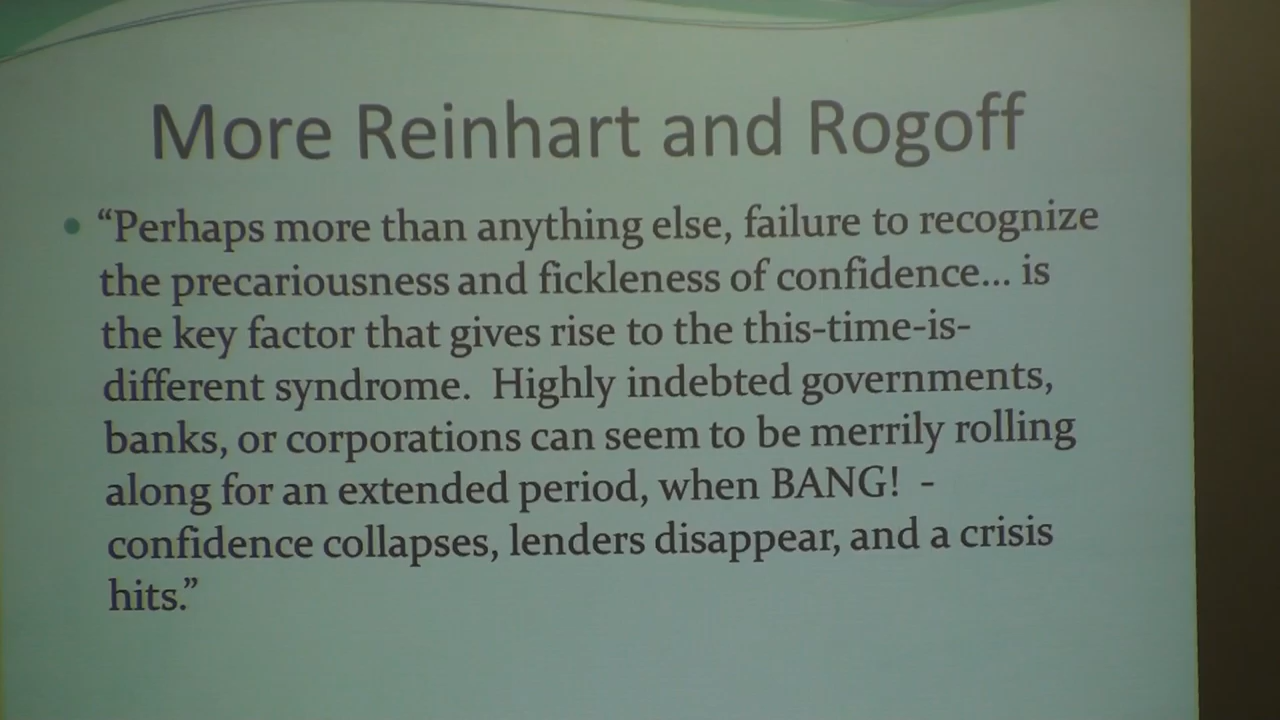 More Reinhart and Rogoff
• “Perhaps more than anything else, failure to recognize
the precariousness and fickleness of confidence... is
the key factor that gives rise to the this-time-is-
different syndrome.  Highly indebted governments,
banks, or corporations can seem to be merrily rolling
along for an extended period, when BANG!  -
confidence collapses, lenders disappear, and a crisis
hits.”